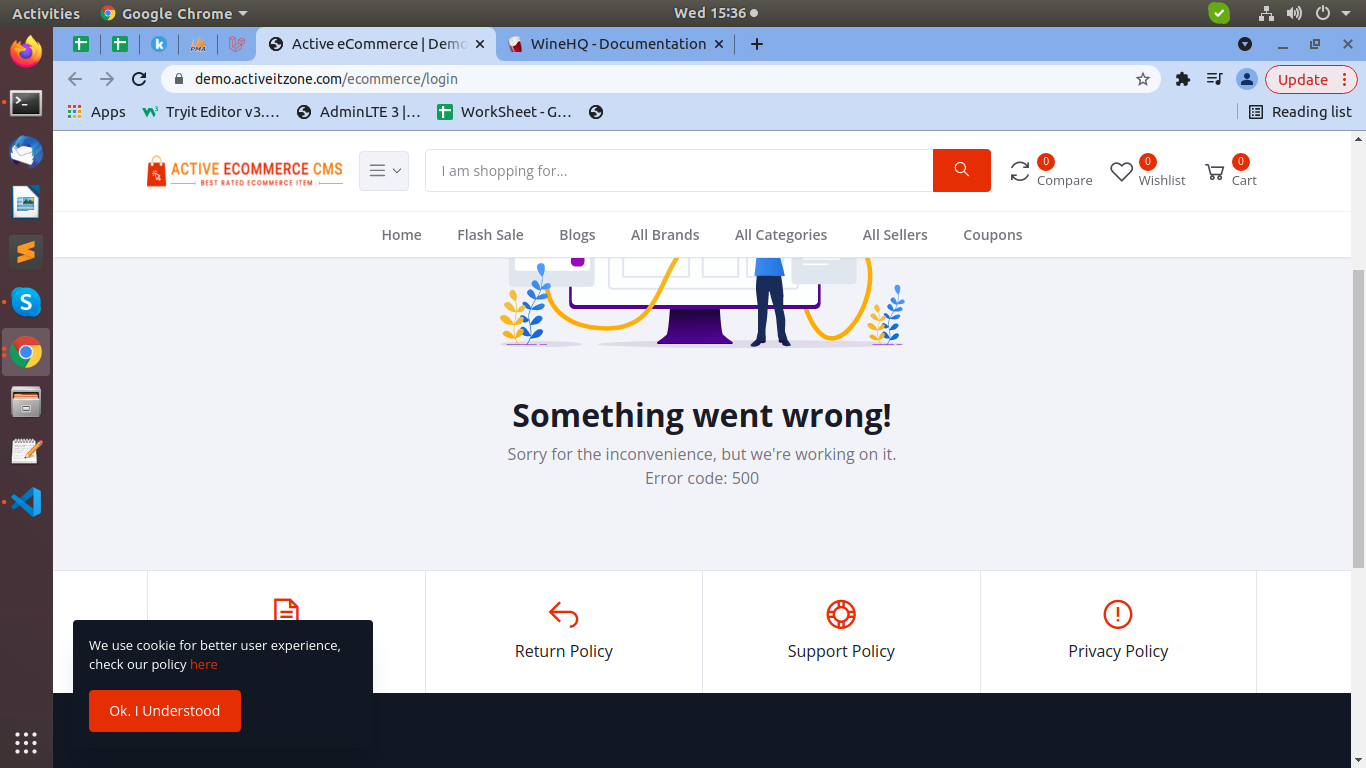 Activities
Google Chrome
Wed 15:36
Active eCommerce | Demo
WineHQ - Documentation
demo.activeitzone.com/ecommerce/login
Update
Apps
Tryit Editor v3....
AdminLTE 3 |...
WorkSheet - G...
Reading list
ACTIVE ECOMMERCE CMS
BEST RATED ECOMMERCE ITEM
I am shopping for...
0
Compare
0
Wishlist
0
Cart
Home
Flash Sale
Blogs
All Brands
All Categories
All Sellers
Coupons
Something went wrong!
Sorry for the inconvenience, but we're working on it.
Error code: 500
Return Policy
Support Policy
Privacy Policy
We use cookie for better user experience,
check our policy here
Ok. I Understood